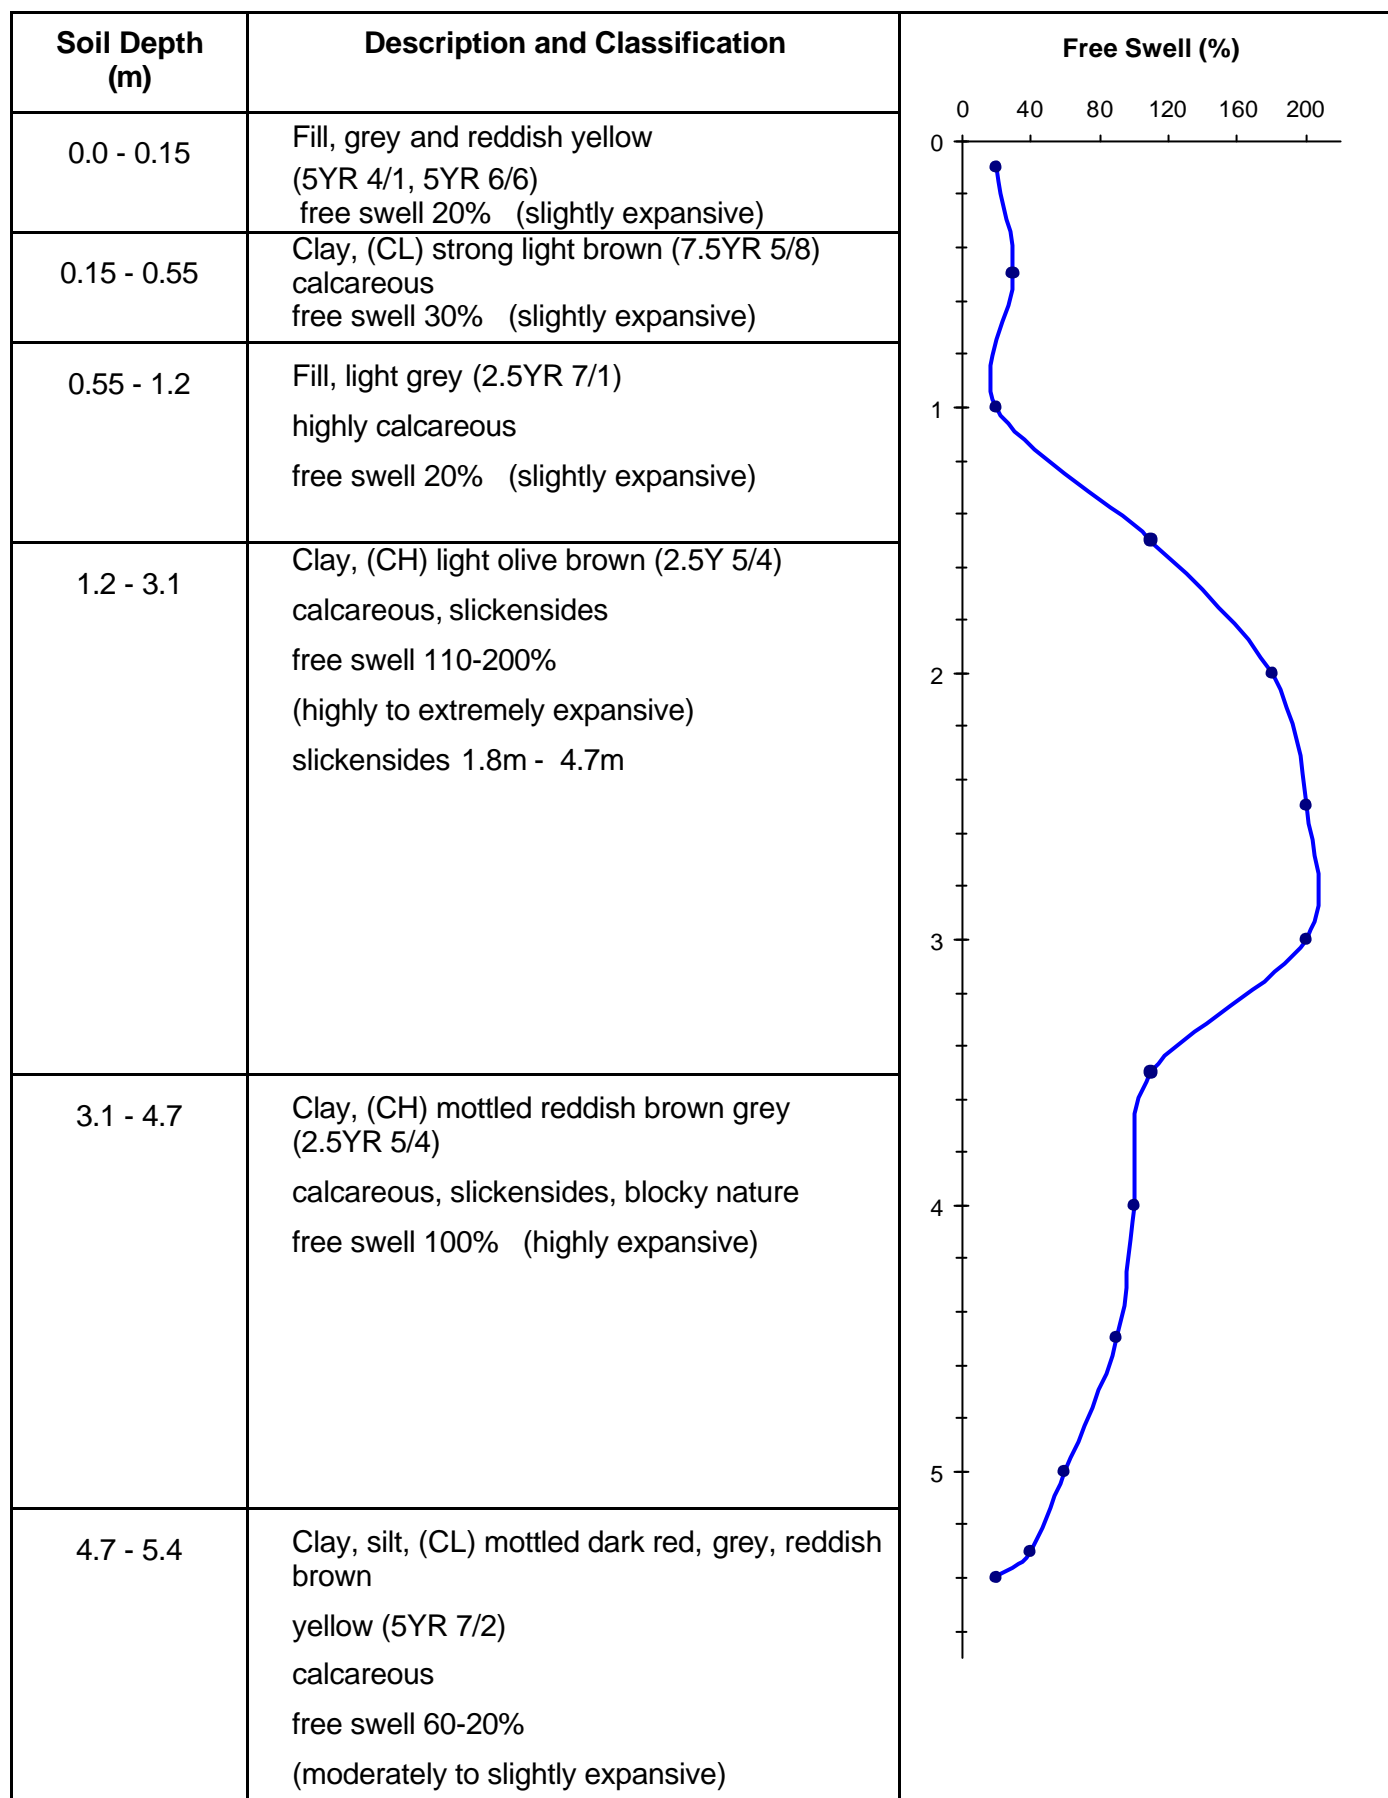 Soil Depth
(m)
Description and Classification
Free Swell (%)
0 40 80 120 160 200
0.0 - 0.15
Fill, grey and reddish yellow
(5YR 4/1, 5YR 6/6)
free swell 20% (slightly expansive)
0.15 - 0.55
Clay, (CL) strong light brown (7.5YR 5/8)
calcareous
free swell 30% (slightly expansive)
0.55 - 1.2
Fill, light grey (2.5YR 7/1)
highly calcareous
free swell 20% (slightly expansive)
1.2 - 3.1
Clay, (CH) light olive brown (2.5Y 5/4)
calcareous, slickensides
free swell 110-200%
(highly to extremely expansive)
slickensides 1.8m - 4.7m
3.1 - 4.7
Clay, (CH) mottled reddish brown grey
(2.5YR 5/4)
calcareous, slickensides, blocky nature
free swell 100% (highly expansive)
4.7 - 5.4
Clay, silt, (CL) mottled dark red, grey, reddish
brown
yellow (5YR 7/2)
calcareous
free swell 60-20%
(moderately to slightly expansive)
0
1
2
3
4
5